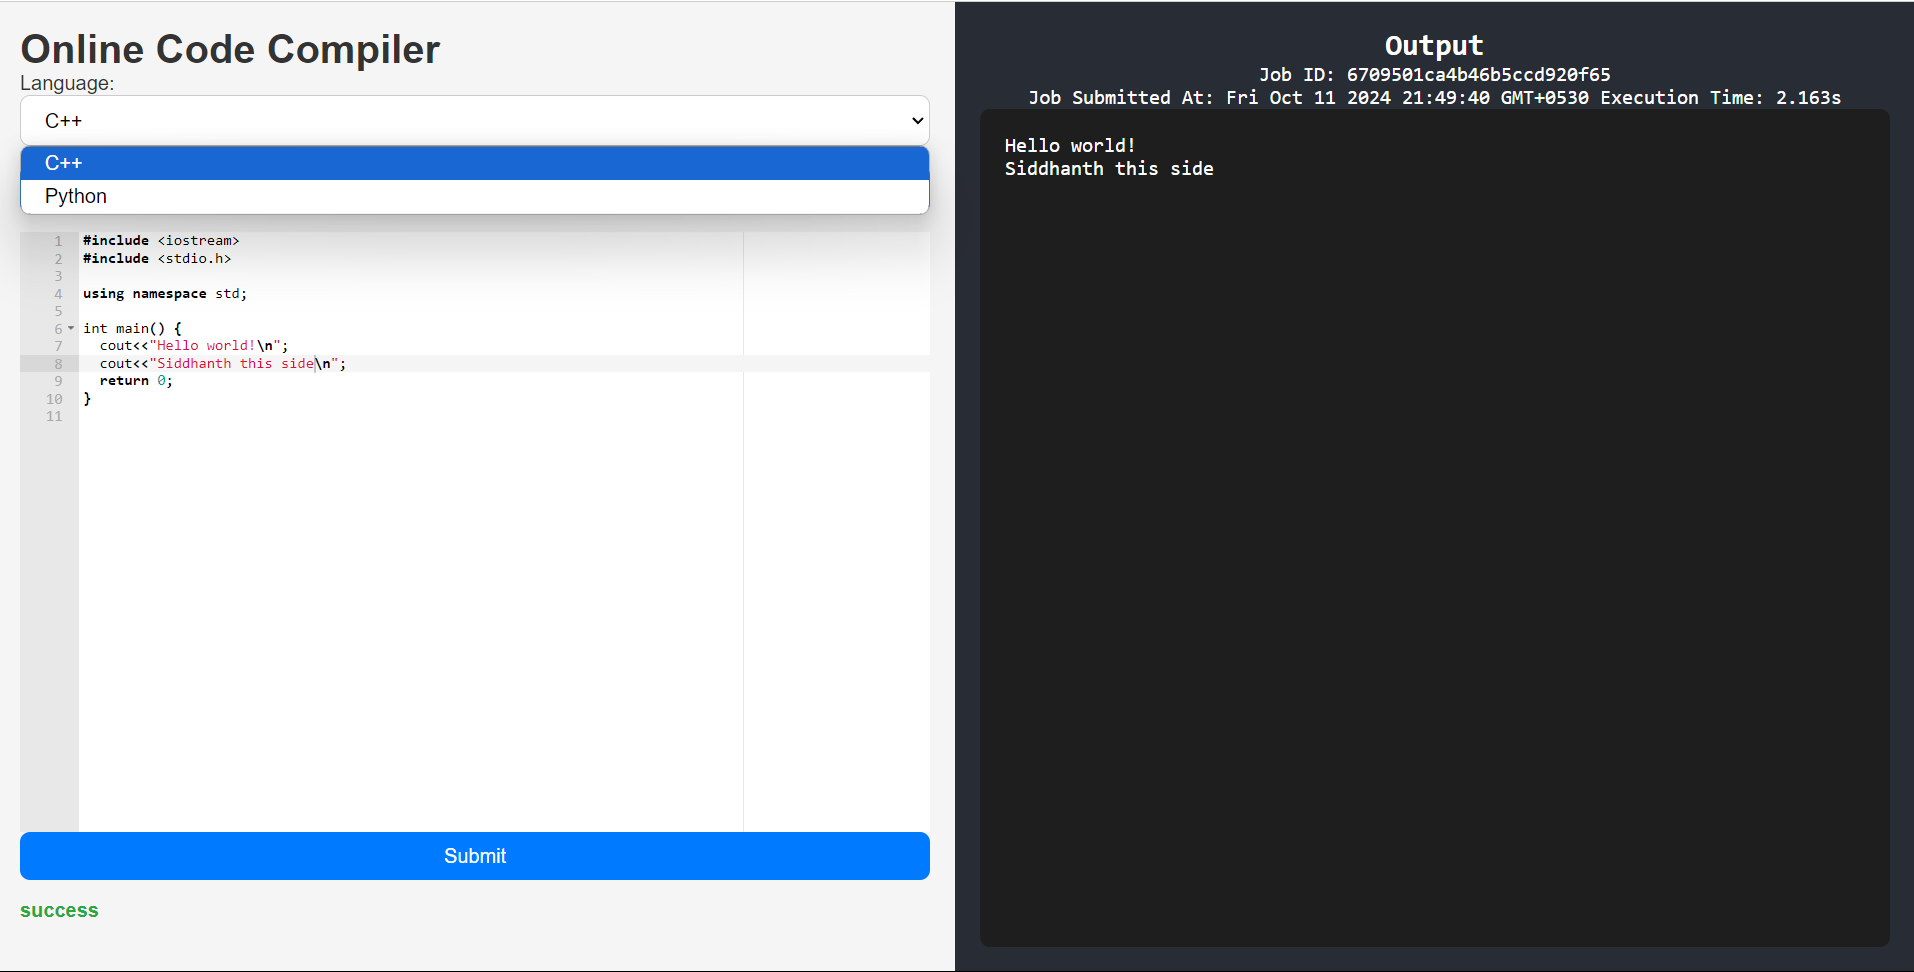 Online Code Compiler
Language:
C++
C++
Python
1 #include <iostream>
2 #include <stdio.h>
3
4 using namespace std;
5
6 int main() {
7   cout<<"Hello world!\n";
8   cout<<"Siddhanth this side\n";
9   return 0;
10 }
11
Submit
success
Output
Job ID: 6709501ca4b46b5ccd920f65
Job Submitted At: Fri Oct 11 2024 21:49:40 GMT+0530 Execution Time: 2.163s
Hello world!
Siddhanth this side